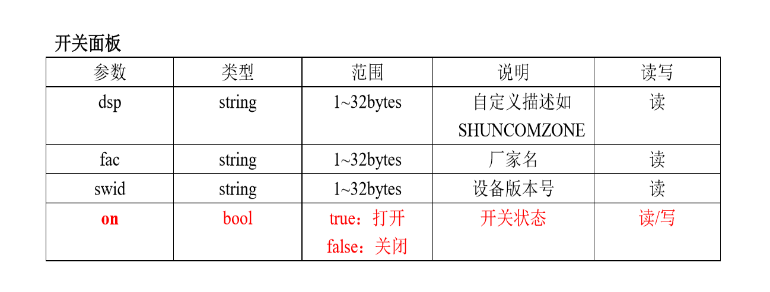 开关面板
参数 类型 范围 说明 读写
dsp string 1~32bytes 自定义描述如 读
SHUNCOMZONE
fac string 1~32bytes 厂家名 读
swid string 1~32bytes 设备版本号 读
on bool true：打开 开关状态 读/写
false：关闭